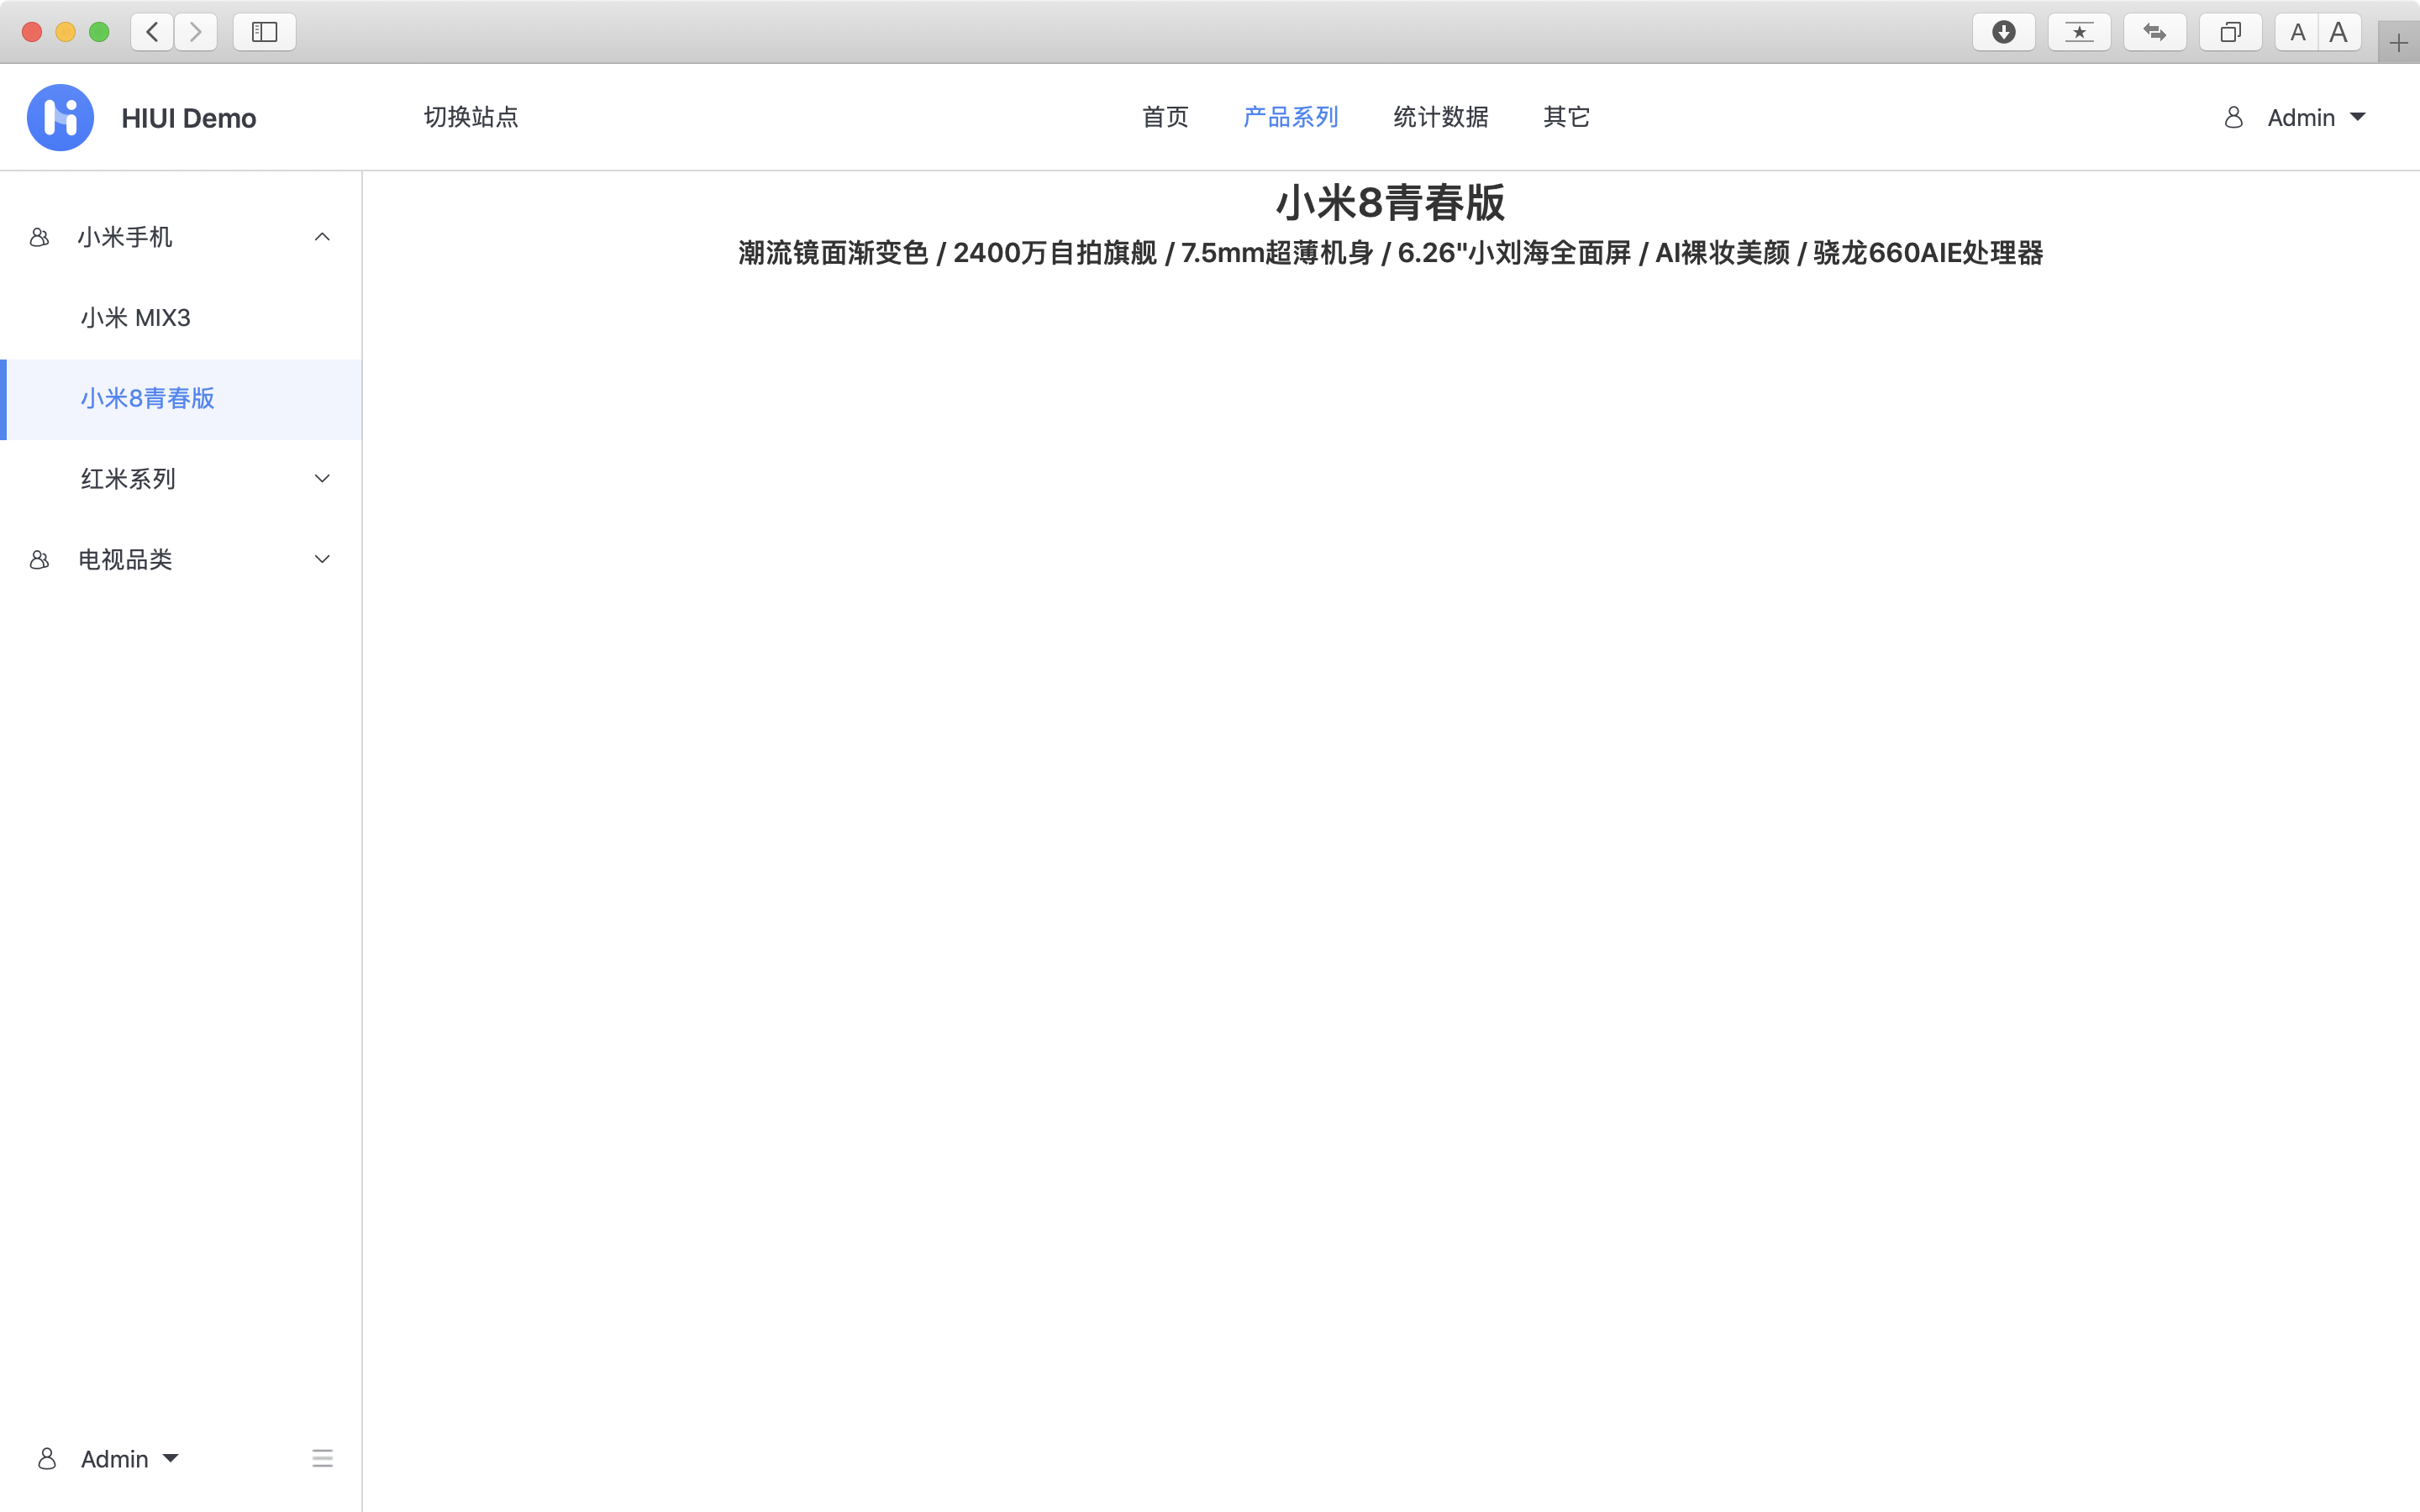 A A
hi HIUI Demo 切换站点 首页 产品系列 统计数据 其它 Admin
小米8青春版
潮流镜面渐变色 / 2400万自拍旗舰 / 7.5mm超薄机身 / 6.26"小刘海全面屏 / AI裸妆美颜 / 骁龙660AIE处理器
小米手机
小米 MIX3
小米8青春版
红米系列
电视品类
Admin